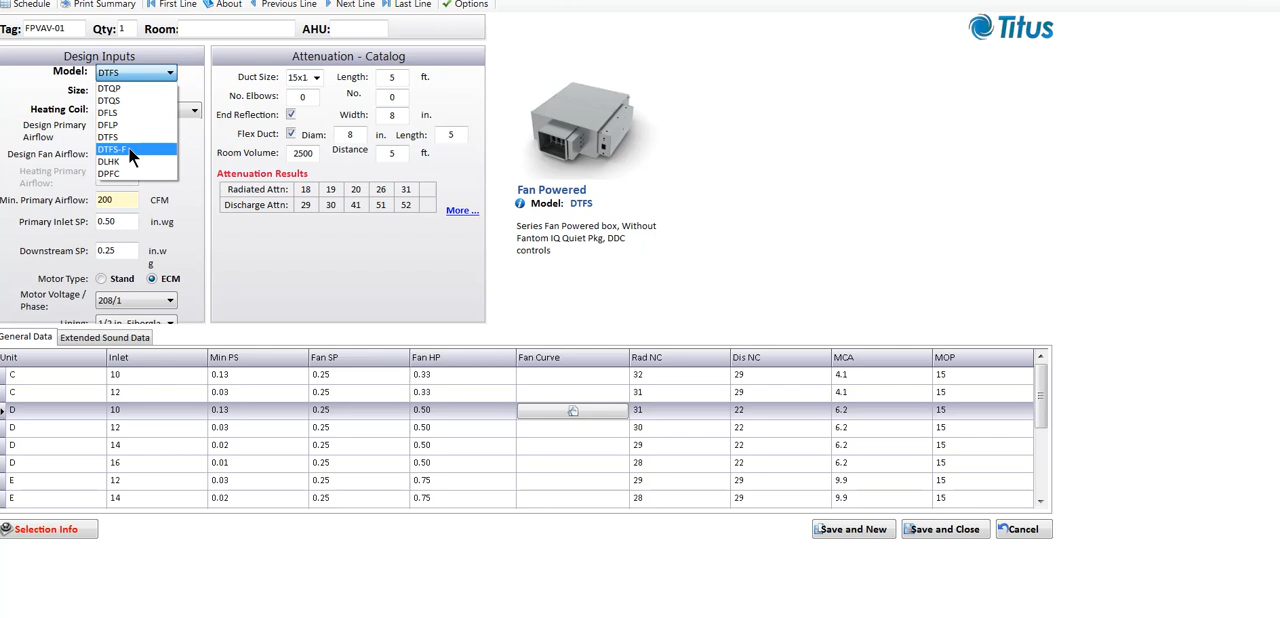 Schedule Print Summary First Line About Previous Line Next Line Last Line Options
Tag: FPVAV-01 Qty: 1 Room: AHU:
Titus
Design Inputs
Model: DTFS
DTQP
DTQS
DFLS
DFLP
DTFS
DTFS-F
DLHK
DPFC
Size:
Heating Coil:
Design Primary
Airflow
Design Fan Airflow:
Heating Primary
Airflow:
Min. Primary Airflow: 200 CFM
Primary Inlet SP: 0.50 in.wg
Downstream SP: 0.25 in.w
g
Motor Type: Stand ECM
Motor Voltage /
Phase: 208/1
Attenuation - Catalog
Duct Size: 15x1 Length: 5 ft.
No. Elbows: 0 No. 0
End Reflection: Width: 8 in.
Flex Duct: Diam: 8 in. Length: 5
Room Volume: 2500 Distance 5 ft.
Attenuation Results
Radiated Attn: 18 19 20 26 31
Discharge Attn: 29 30 41 51 52
More ...
Fan Powered
Model: DTFS
Series Fan Powered box, Without
Fantom IQ Quiet Pkg, DDC
controls
General Data Extended Sound Data
Unit Inlet Min PS Fan SP Fan HP Fan Curve Rad NC Dis NC MCA MOP
C 10 0.13 0.25 0.33 32 29 4.1 15
C 12 0.03 0.25 0.33 31 29 4.1 15
D 10 0.13 0.25 0.50 31 22 6.2 15
D 12 0.03 0.25 0.50 30 22 6.2 15
D 14 0.02 0.25 0.50 29 22 6.2 15
D 16 0.01 0.25 0.50 28 22 6.2 15
E 12 0.03 0.25 0.75 29 29 9.9 15
E 14 0.02 0.25 0.75 28 29 9.9 15
Selection Info Save and New Save and Close Cancel